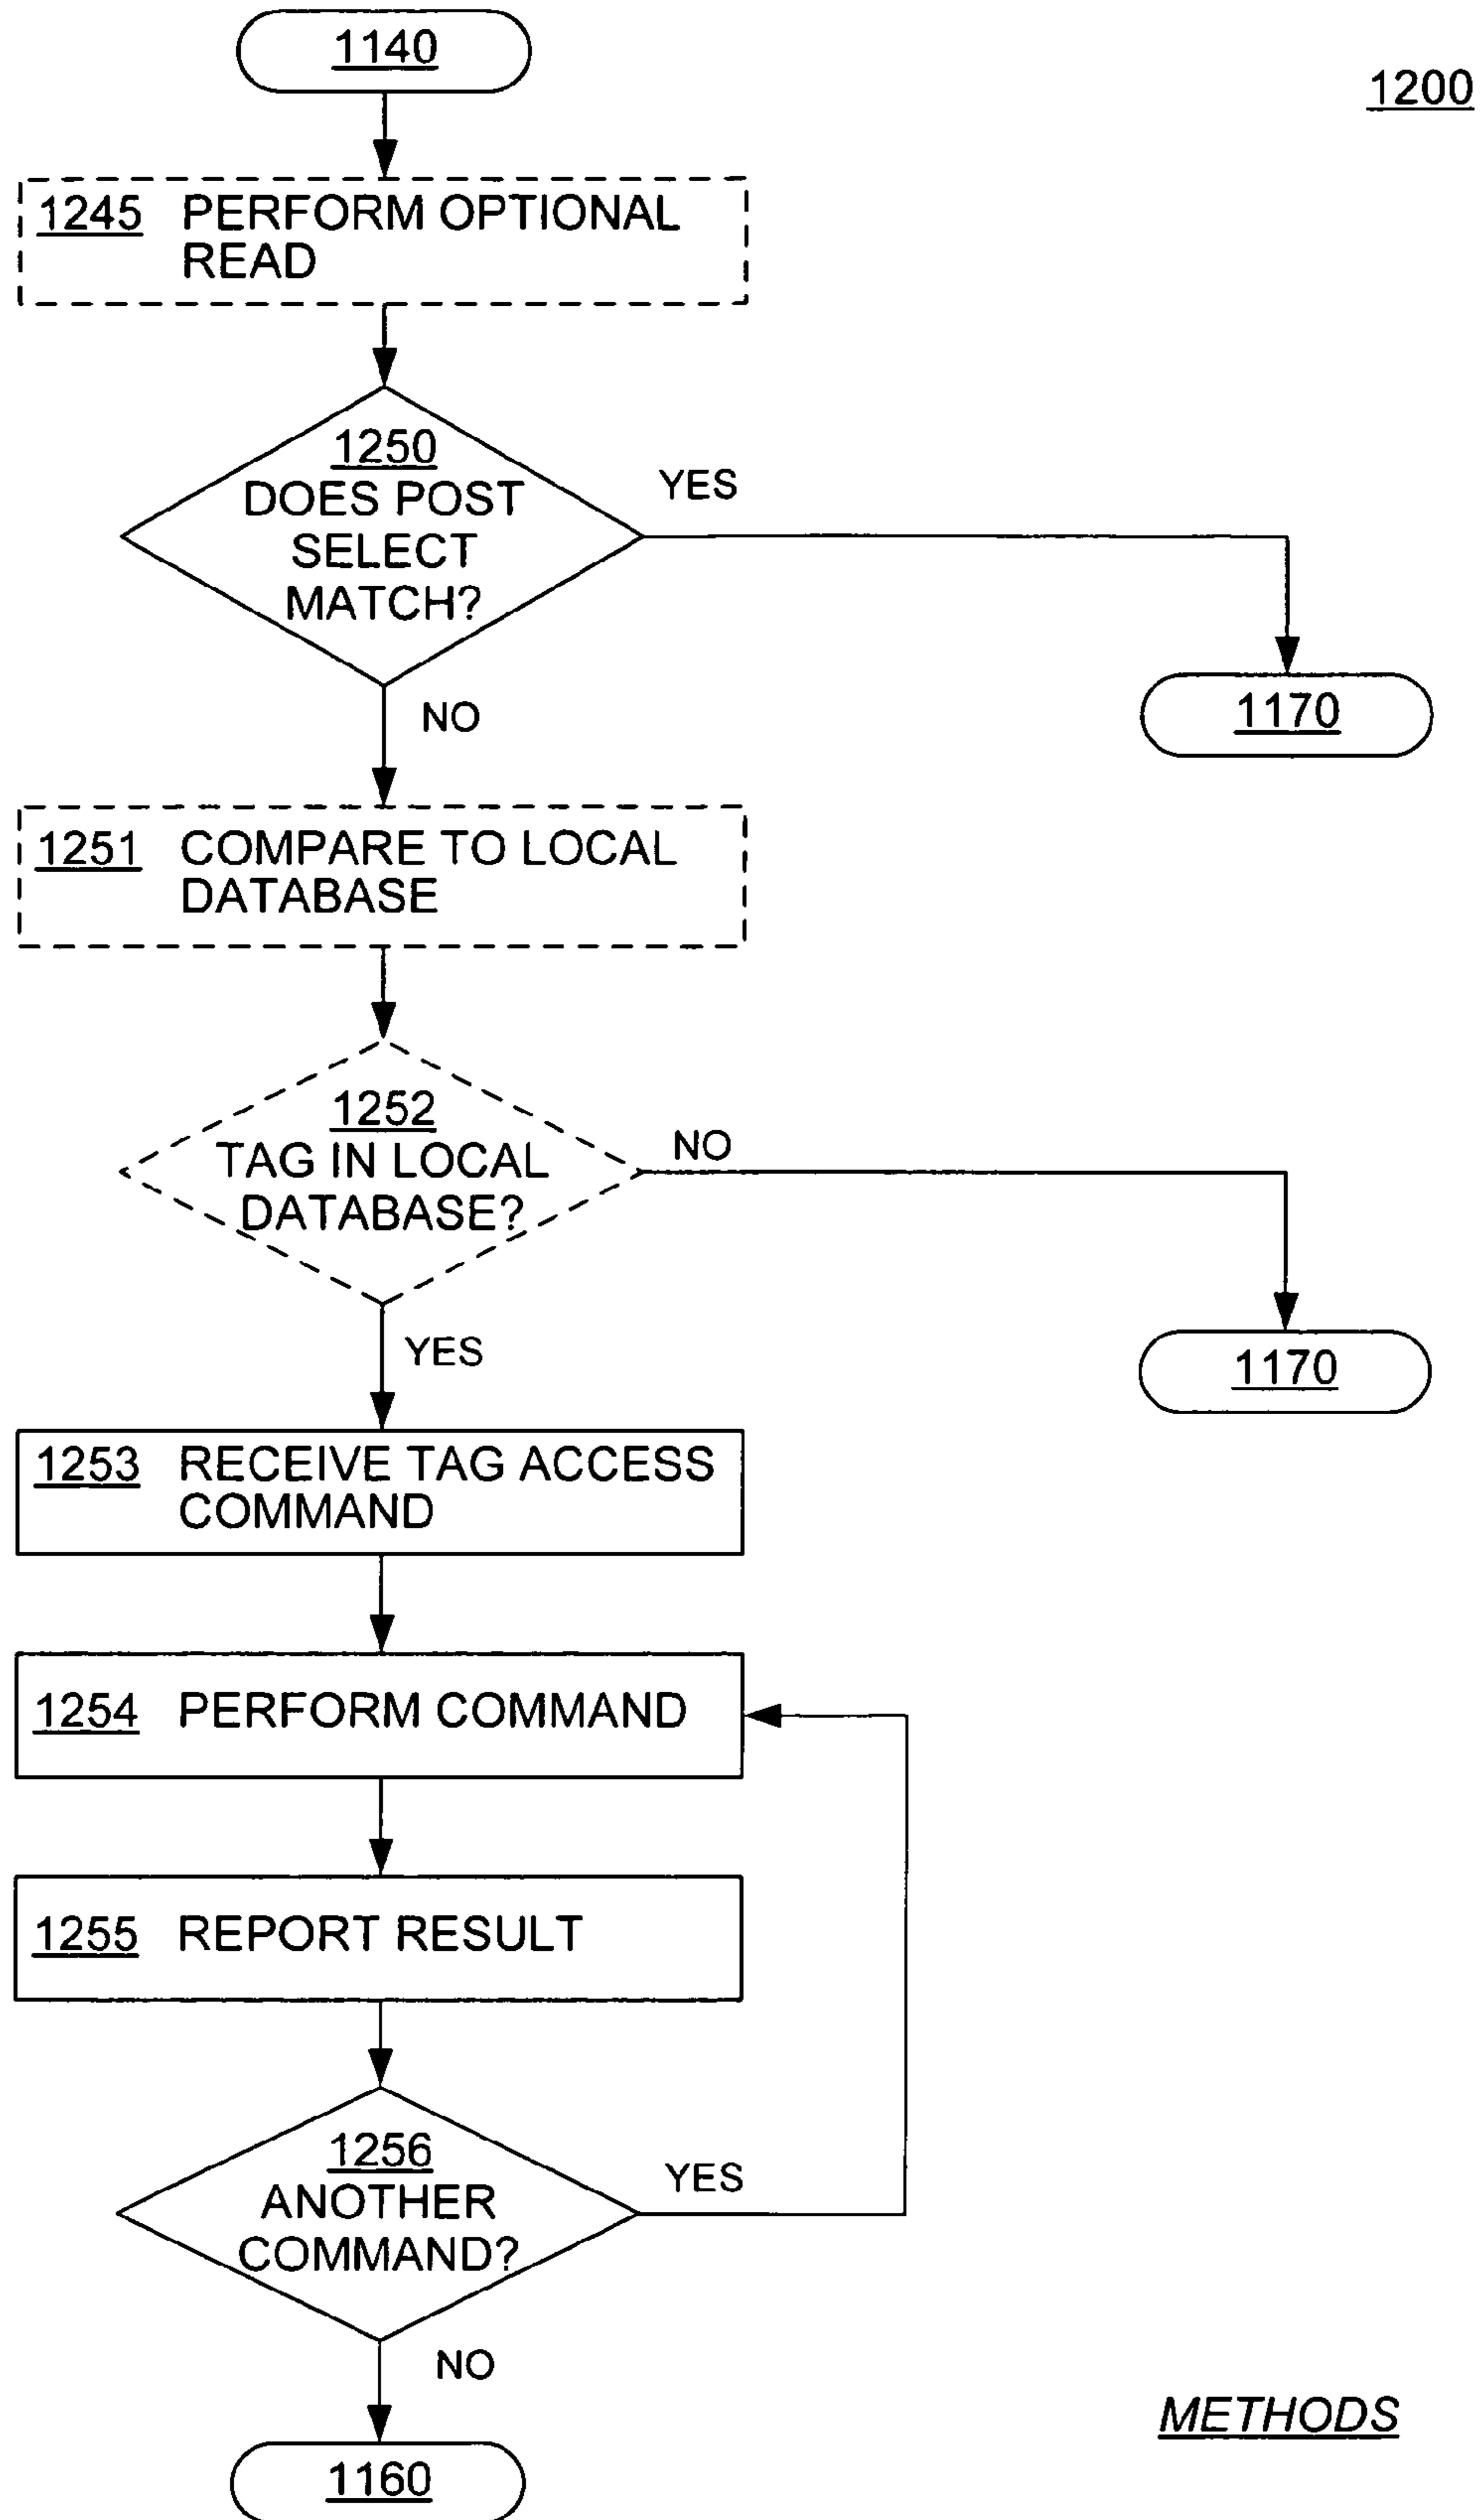 1140
1200
1245 PERFORM OPTIONAL
READ
1250
DOES POST
SELECT
MATCH?
YES
NO
1170
1251 COMPARE TO LOCAL
DATABASE
1252
TAG IN LOCAL
DATABASE?
NO
YES
1170
1253 RECEIVE TAG ACCESS
COMMAND
1254 PERFORM COMMAND
1255 REPORT RESULT
1256
ANOTHER
COMMAND?
YES
NO
1160
METHODS